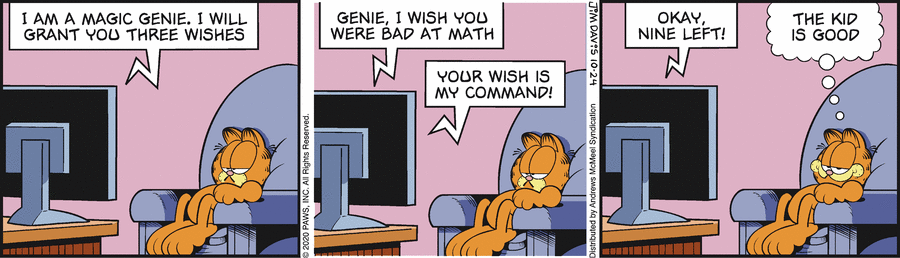 I AM A MAGIC GENIE. I WILL
GRANT YOU THREE WISHES
© 2020 PAWS, INC. All Rights Reserved.
GENIE, I WISH YOU
WERE BAD AT MATH
YOUR WISH IS
MY COMMAND!
JIM DAVIS 10-24
Distributed by Andrews McMeel Syndication
OKAY,
NINE LEFT!
THE KID
IS GOOD